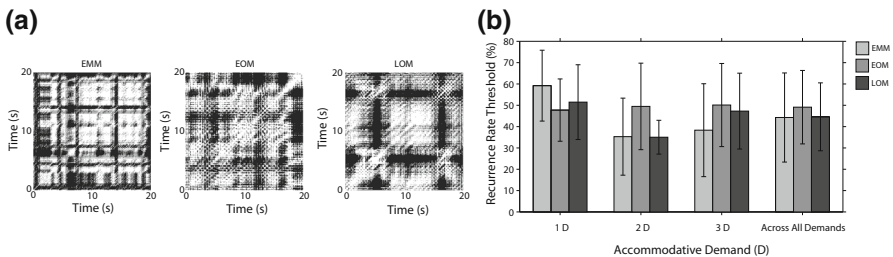 (a)
EMM
EOM
LOM
Time (s)
20
10
0
0
10
20
Time (s)
Time (s)
20
10
0
0
10
20
Time (s)
Time (s)
20
10
0
0
10
20
Time (s)
(b)
Recurrence Rate Threshold (%)
80
70
60
50
40
30
20
10
0
1 D
2 D
3 D
Across All Demands
Accommodative Demand (D)
EMM
EOM
LOM